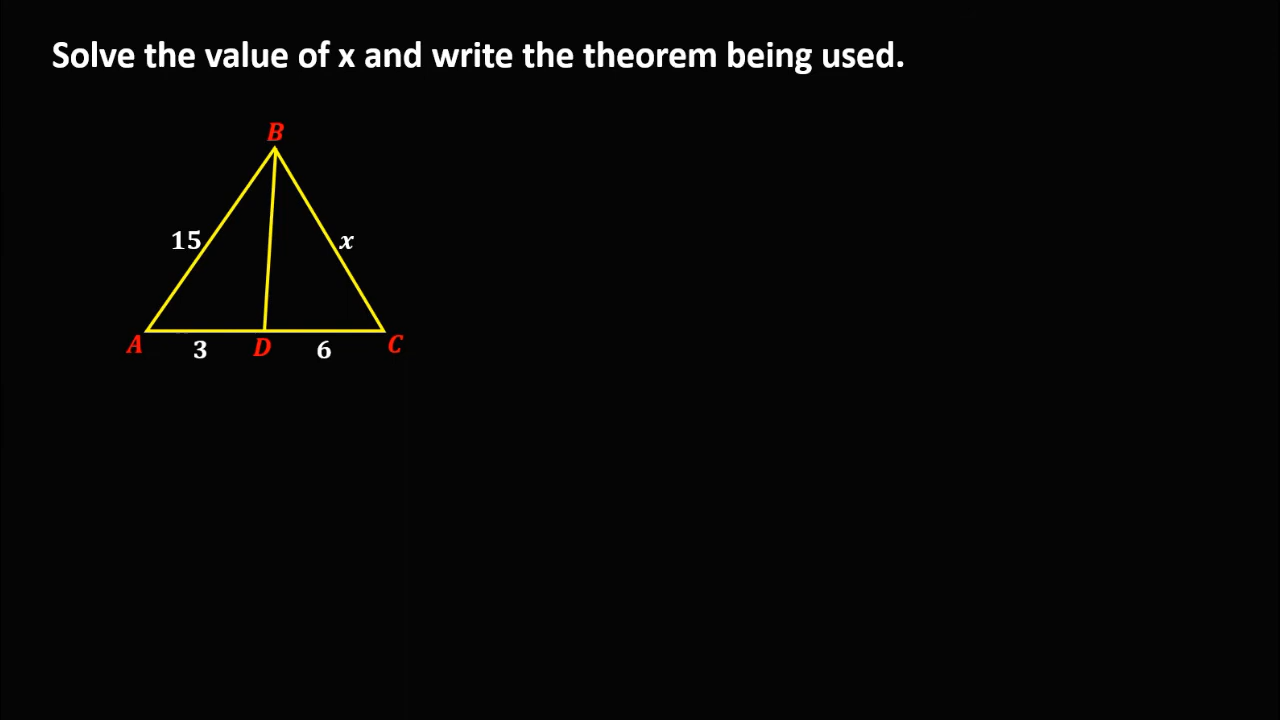 Solve the value of x and write the theorem being used.
B
15
x
A
3
D
6
C